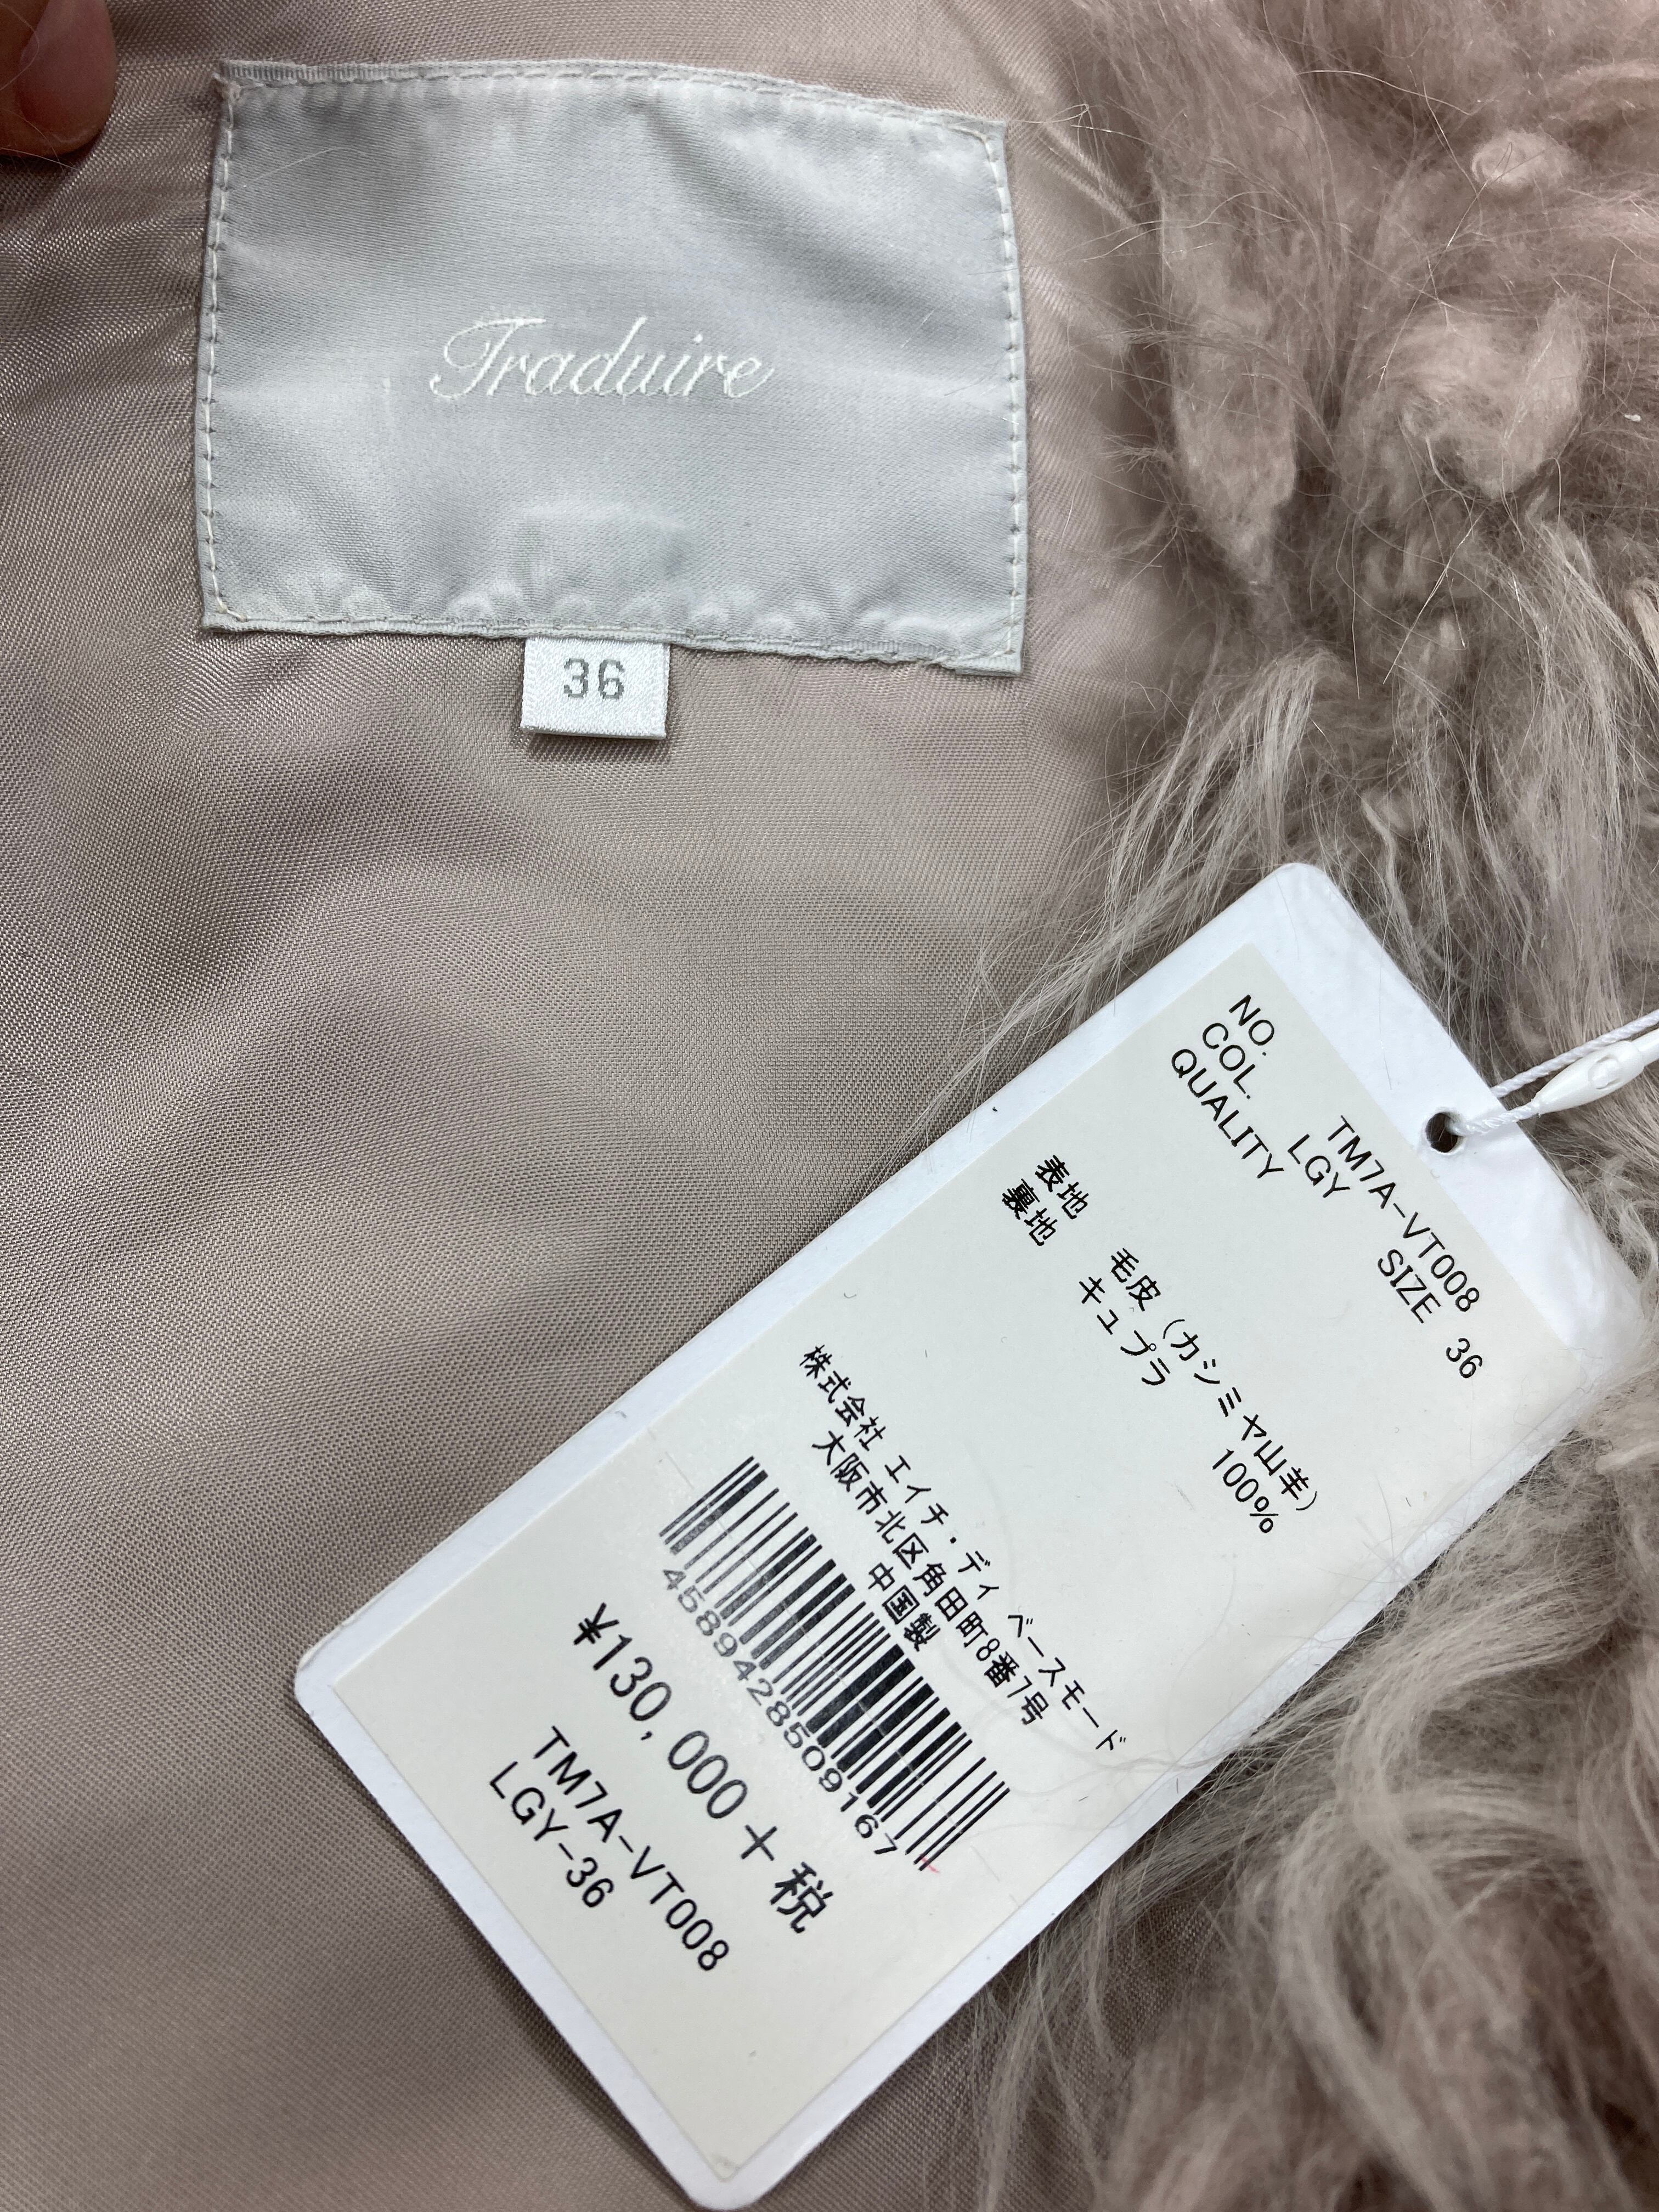 Traduire
36
NO. TM7A-VT008
COL. LGY SIZE 36
QUALITY
表地 毛皮（カシミヤ山羊）
裏地 キュプラ 100%
株式会社 エイチ・ディ ベースモード
大阪市北区角田町8番7号
中国製
4589428509167
¥130,000＋税
TM7A-VT008
LGY-36